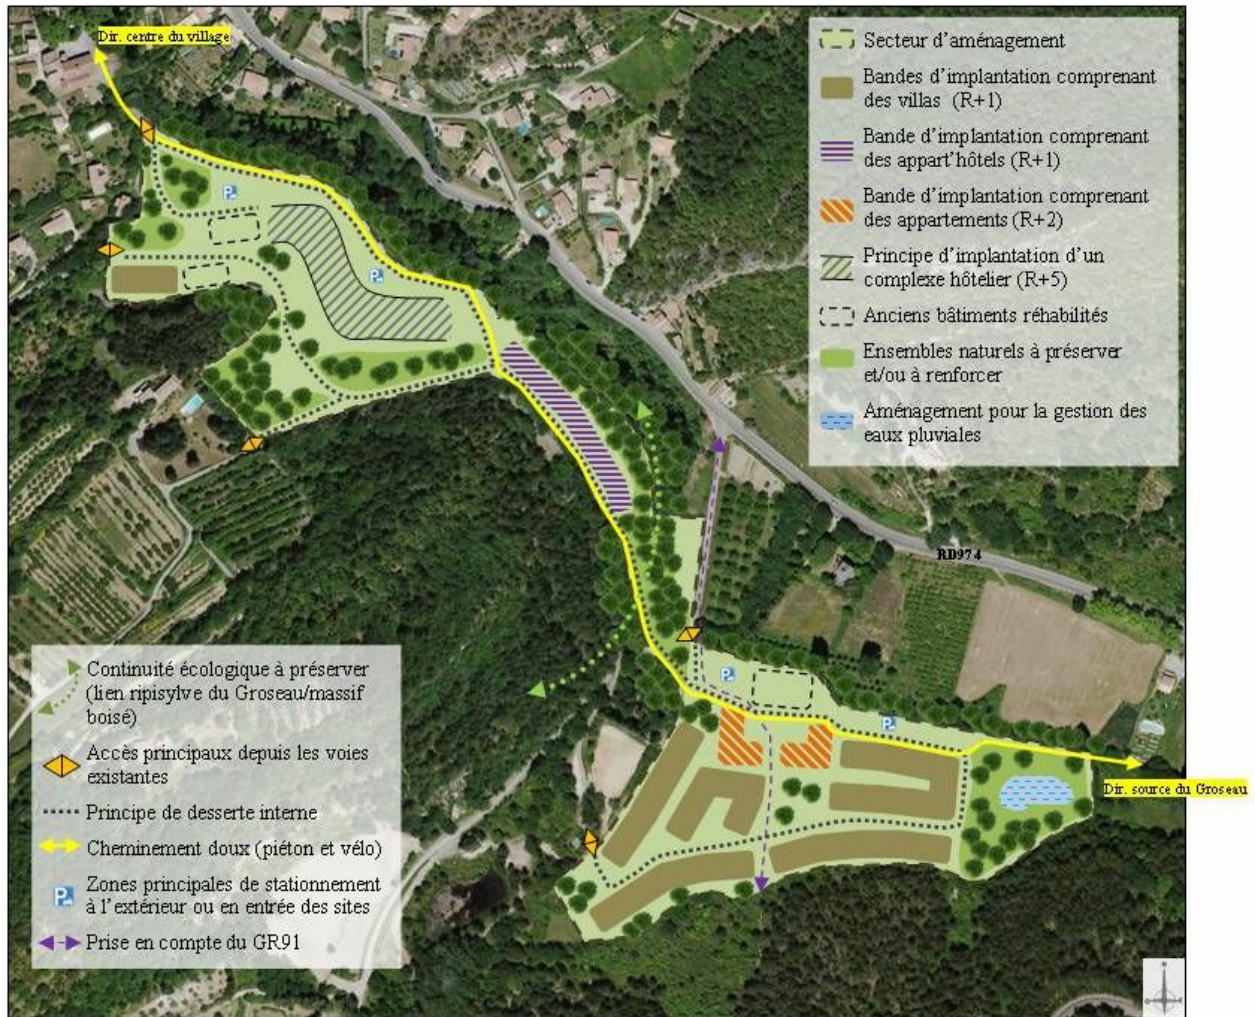 Dir. centre du village
Secteur d'aménagement
Bandes d'implantation comprenant
des villas (R+1)
Bande d'implantation comprenant
des appart'hôtels (R+1)
Bande d'implantation comprenant
des appartements (R+2)
Principe d'implantation d'un
complexe hôtelier (R+5)
Anciens bâtiments réhabilités
Ensembles naturels à préserver
et/ou à renforcer
Aménagement pour la gestion des
eaux pluviales
P
P
RD974
P
P
Dir. source du Groseau
Continuité écologique à préserver
(lien ripisylve du Groseau/massif
boisé)
Accès principaux depuis les voies
existantes
Principe de desserte interne
Cheminement doux (piéton et vélo)
P
Zones principales de stationnement
à l'extérieur ou en entrée des sites
Prise en compte du GR91
N